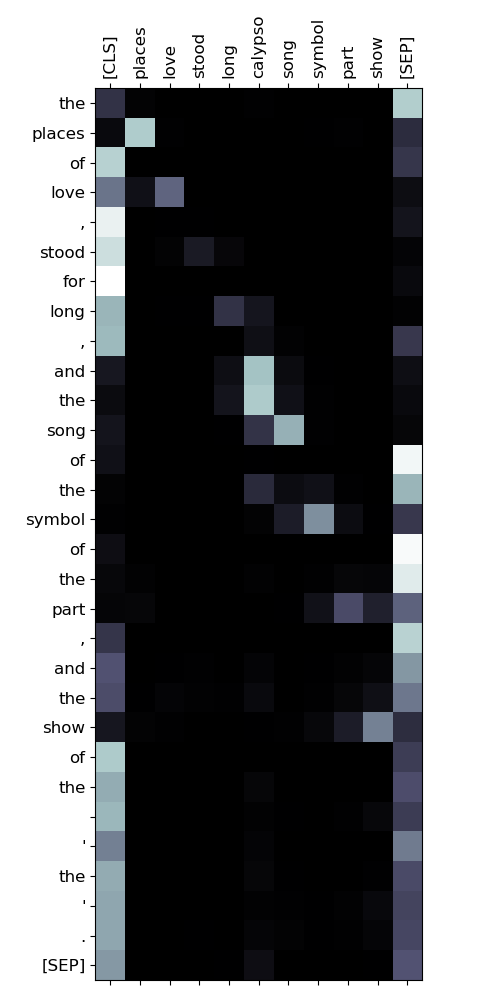 [CLS] places love stood long calypso song symbol part show [SEP]
the
places
of
love
,
stood
for
long
,
and
the
song
of
the
symbol
of
the
part
,
and
the
show
of
the
-
'
the
'
.
[SEP]